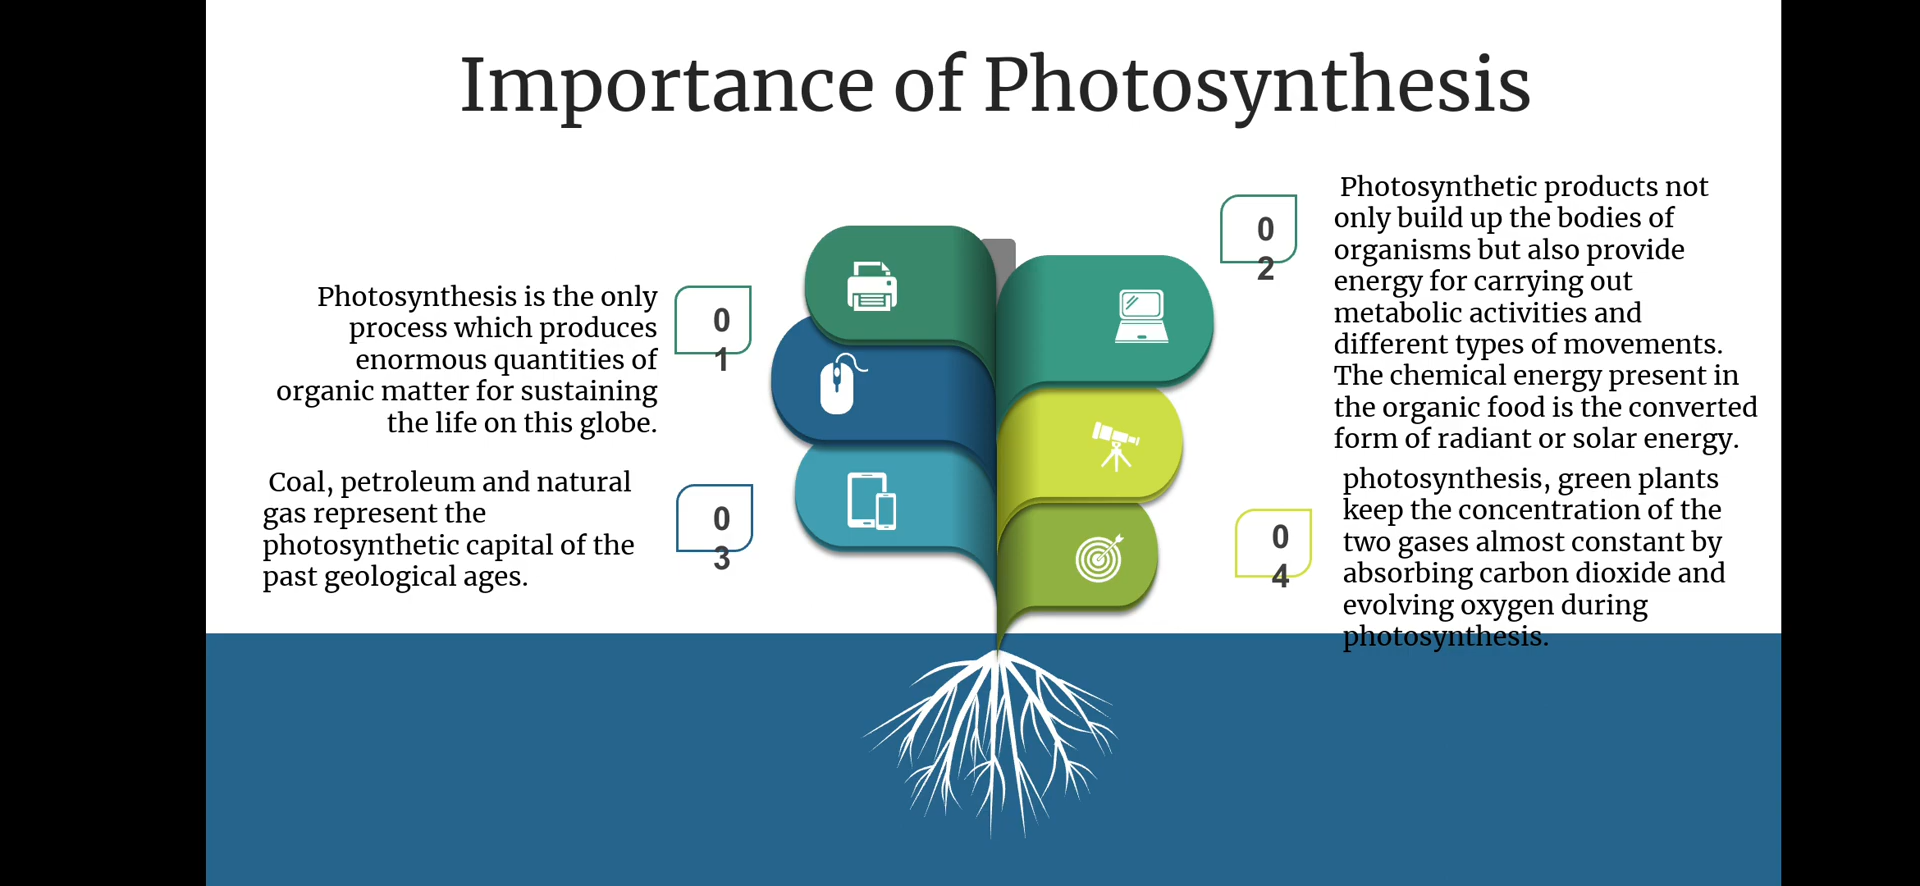 Importance of Photosynthesis
0
1
Photosynthesis is the only
process which produces
enormous quantities of
organic matter for sustaining
the life on this globe.
0
2
Photosynthetic products not
only build up the bodies of
organisms but also provide
energy for carrying out
metabolic activities and
different types of movements.
The chemical energy present in
the organic food is the converted
form of radiant or solar energy.
0
3
Coal, petroleum and natural
gas represent the
photosynthetic capital of the
past geological ages.
0
4
photosynthesis, green plants
keep the concentration of the
two gases almost constant by
absorbing carbon dioxide and
evolving oxygen during
photosynthesis.